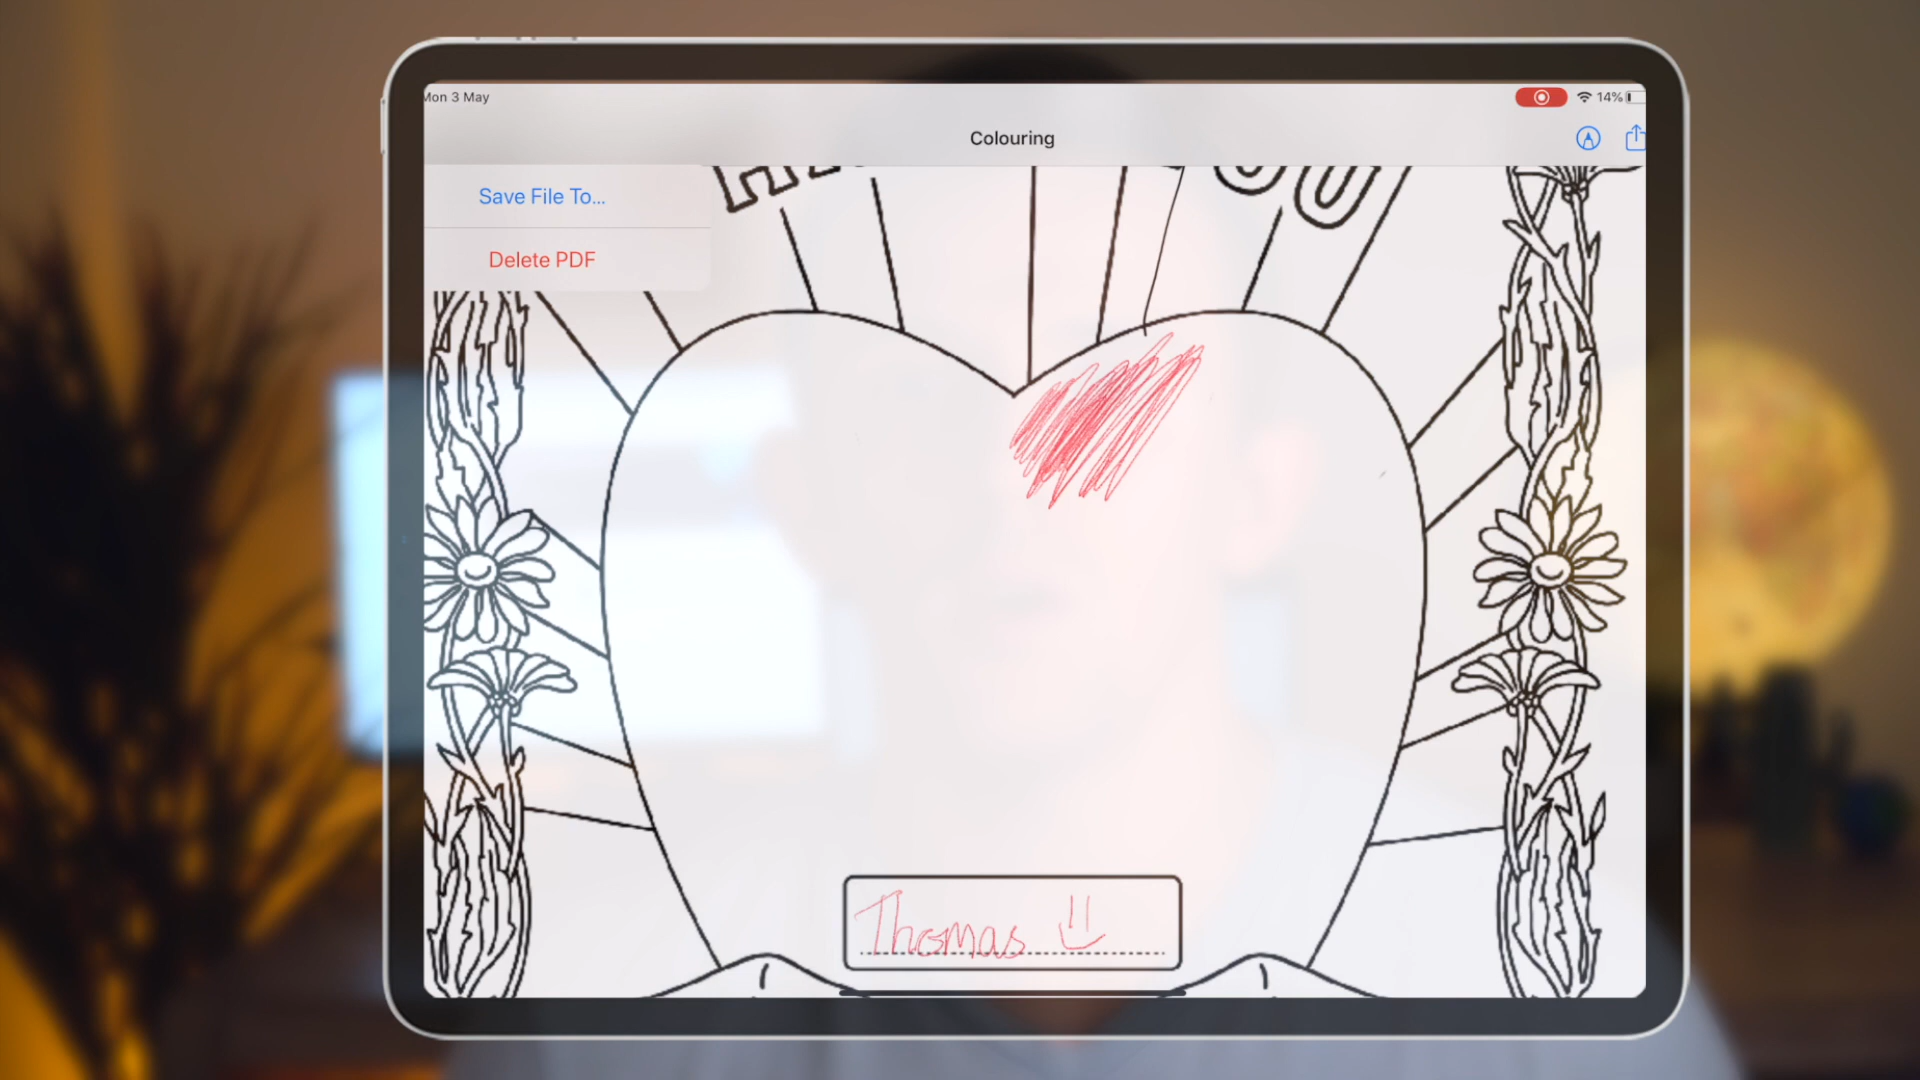 Mon 3 May
14%
Colouring
Save File To...
Delete PDF
Thomas